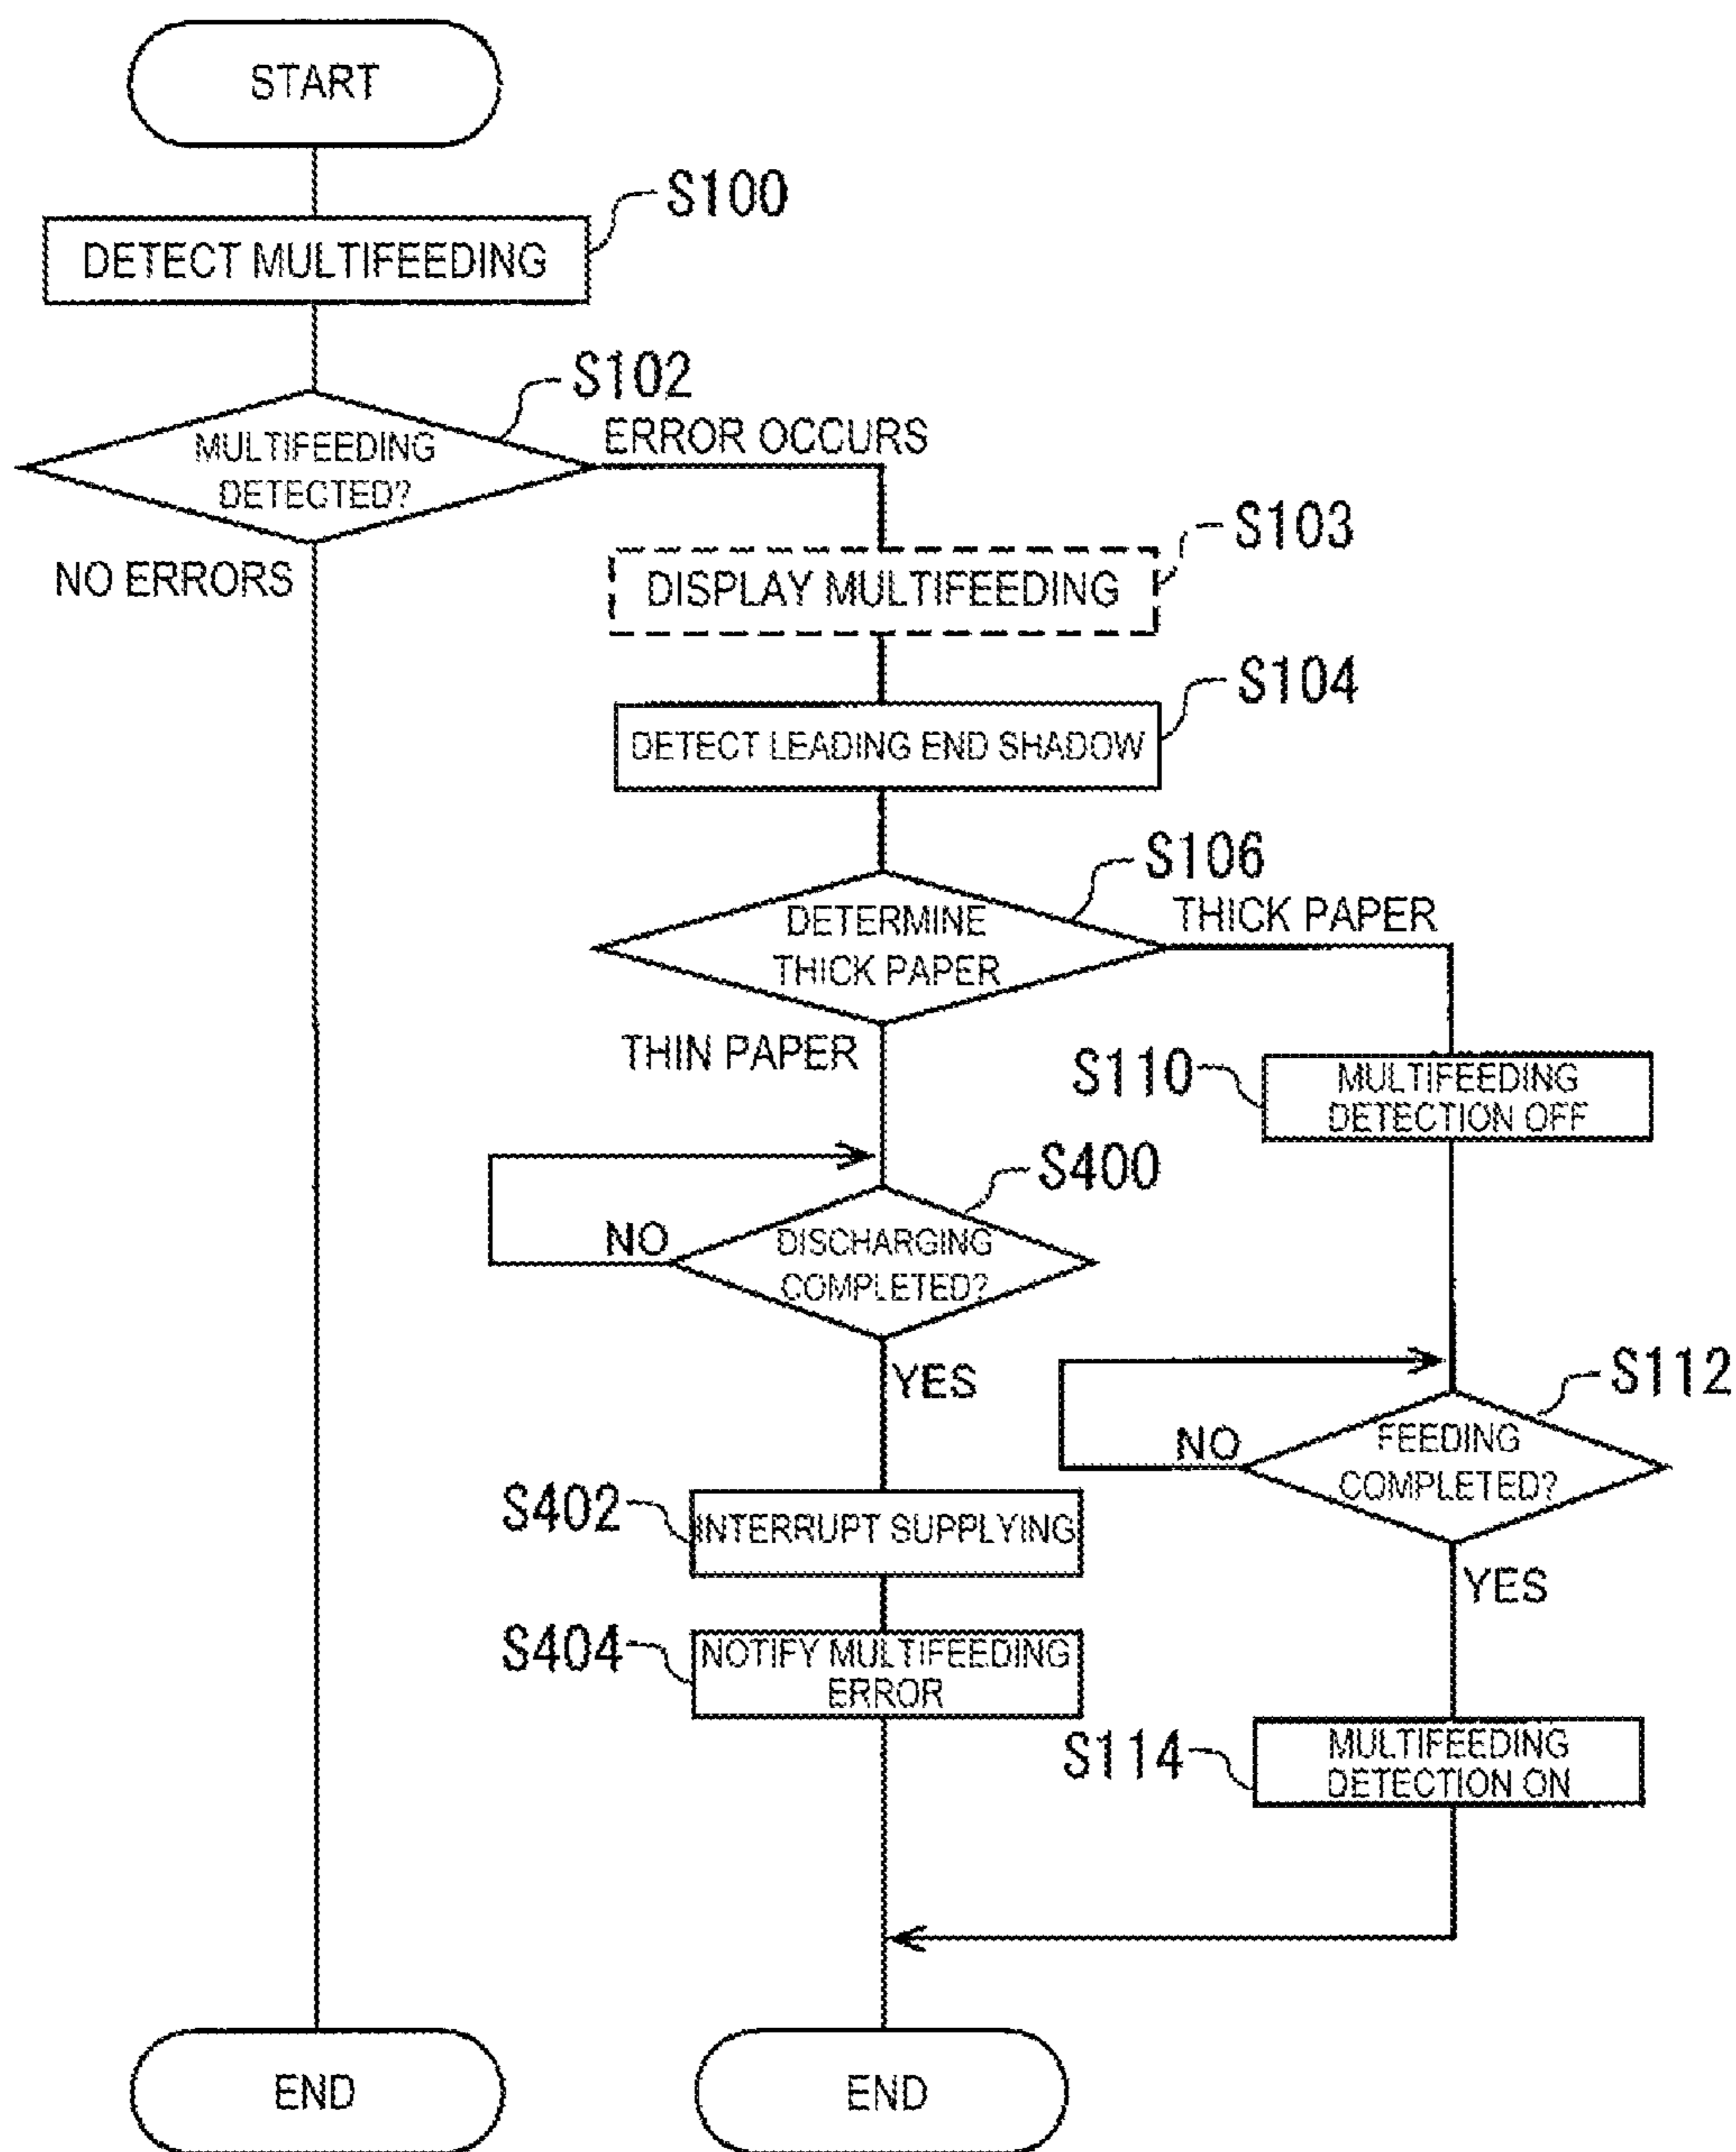 START
S100
DETECT MULTIFEEDING
S102
MULTIFEEDING
DETECTED?
ERROR OCCURS
NO ERRORS
S103
DISPLAY MULTIFEEDING
S104
DETECT LEADING END SHADOW
S106
DETERMINE
THICK PAPER
THICK PAPER
THIN PAPER
S110
MULTIFEEDING
DETECTION OFF
S400
NO
DISCHARGING
COMPLETED?
YES
S112
NO
FEEDING
COMPLETED?
YES
S402
INTERRUPT SUPPLYING
S404
NOTIFY MULTIFEEDING
ERROR
S114
MULTIFEEDING
DETECTION ON
END
END